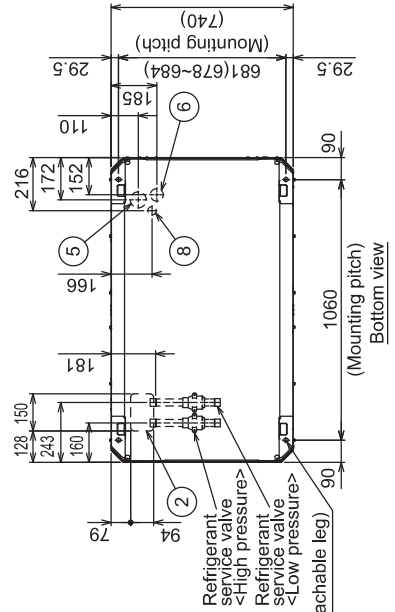 (740)
(Mounting pitch)
29.5
681(678~684)
29.5
185
110
6
216
172
152
5
8
166
90
1060
(Mounting pitch)
Bottom view
90
181
150
128
243
160
2
79
94
Refrigerant
service valve
<High pressure>
Refrigerant
service valve
<Low pressure>
achable leg)